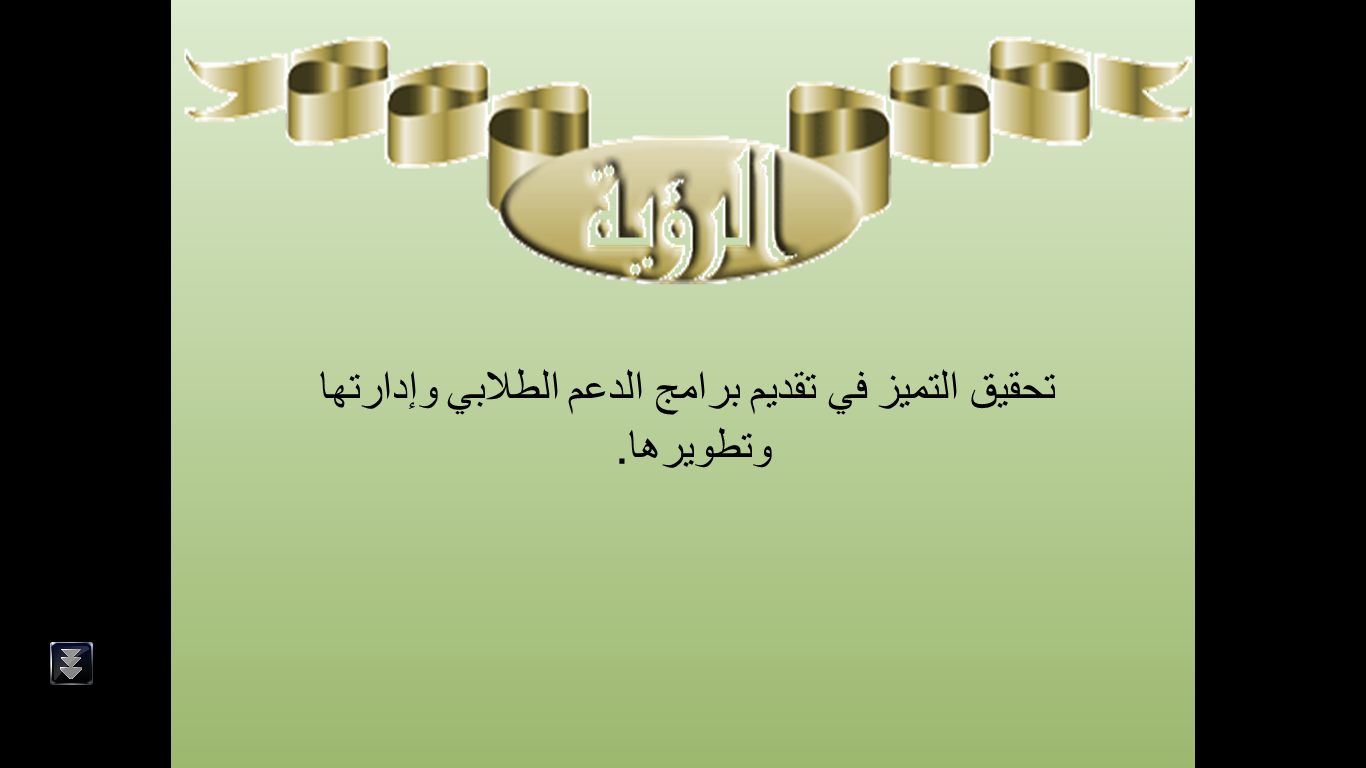 الرؤية
تحقيق التميز في تقديم برامج الدعم الطلابي وإدارتها
وتطويرها.